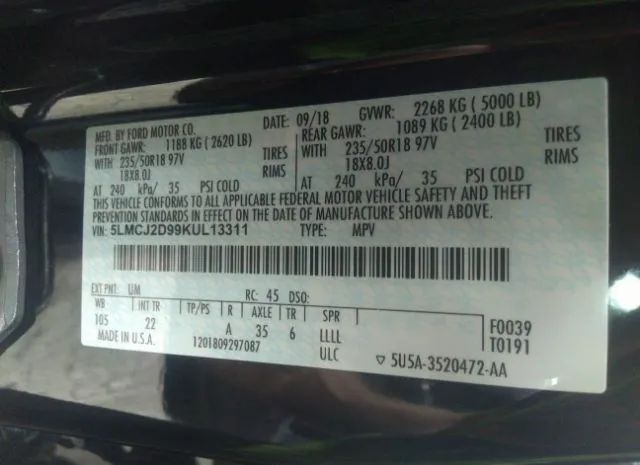 MFD. BY FORD MOTOR CO.
DATE: 09/18 GVWR: 2268 KG ( 5000 LB)
FRONT GAWR: 1188 KG ( 2620 LB)
REAR GAWR: 1089 KG ( 2400 LB)
WITH 235/50R18 97V TIRES
WITH 235/50R18 97V TIRES
18X8.0J RIMS
18X8.0J RIMS
AT 240 kPa/ 35 PSI COLD
AT 240 kPa/ 35 PSI COLD
THIS VEHICLE CONFORMS TO ALL APPLICABLE FEDERAL MOTOR VEHICLE SAFETY AND THEFT
PREVENTION STANDARDS IN EFFECT ON THE DATE OF MANUFACTURE SHOWN ABOVE.
VIN: 5LMCJ2D99KUL13311 TYPE: MPV
EXT PNT: UM RC: 45 DSO:
WB INT TR TP/PS R AXLE TR SPR
105 22 A 35 6 LLLL F0039
MADE IN U.S.A. 1201809297087 ULC T0191
5U5A-3520472-AA